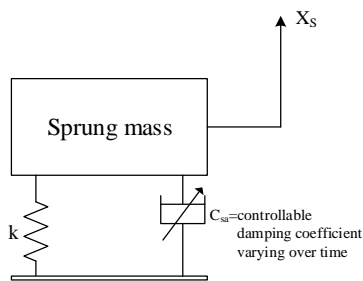 X_S
Sprung mass
k
C_sa=controllable
damping coefficient
varying over time